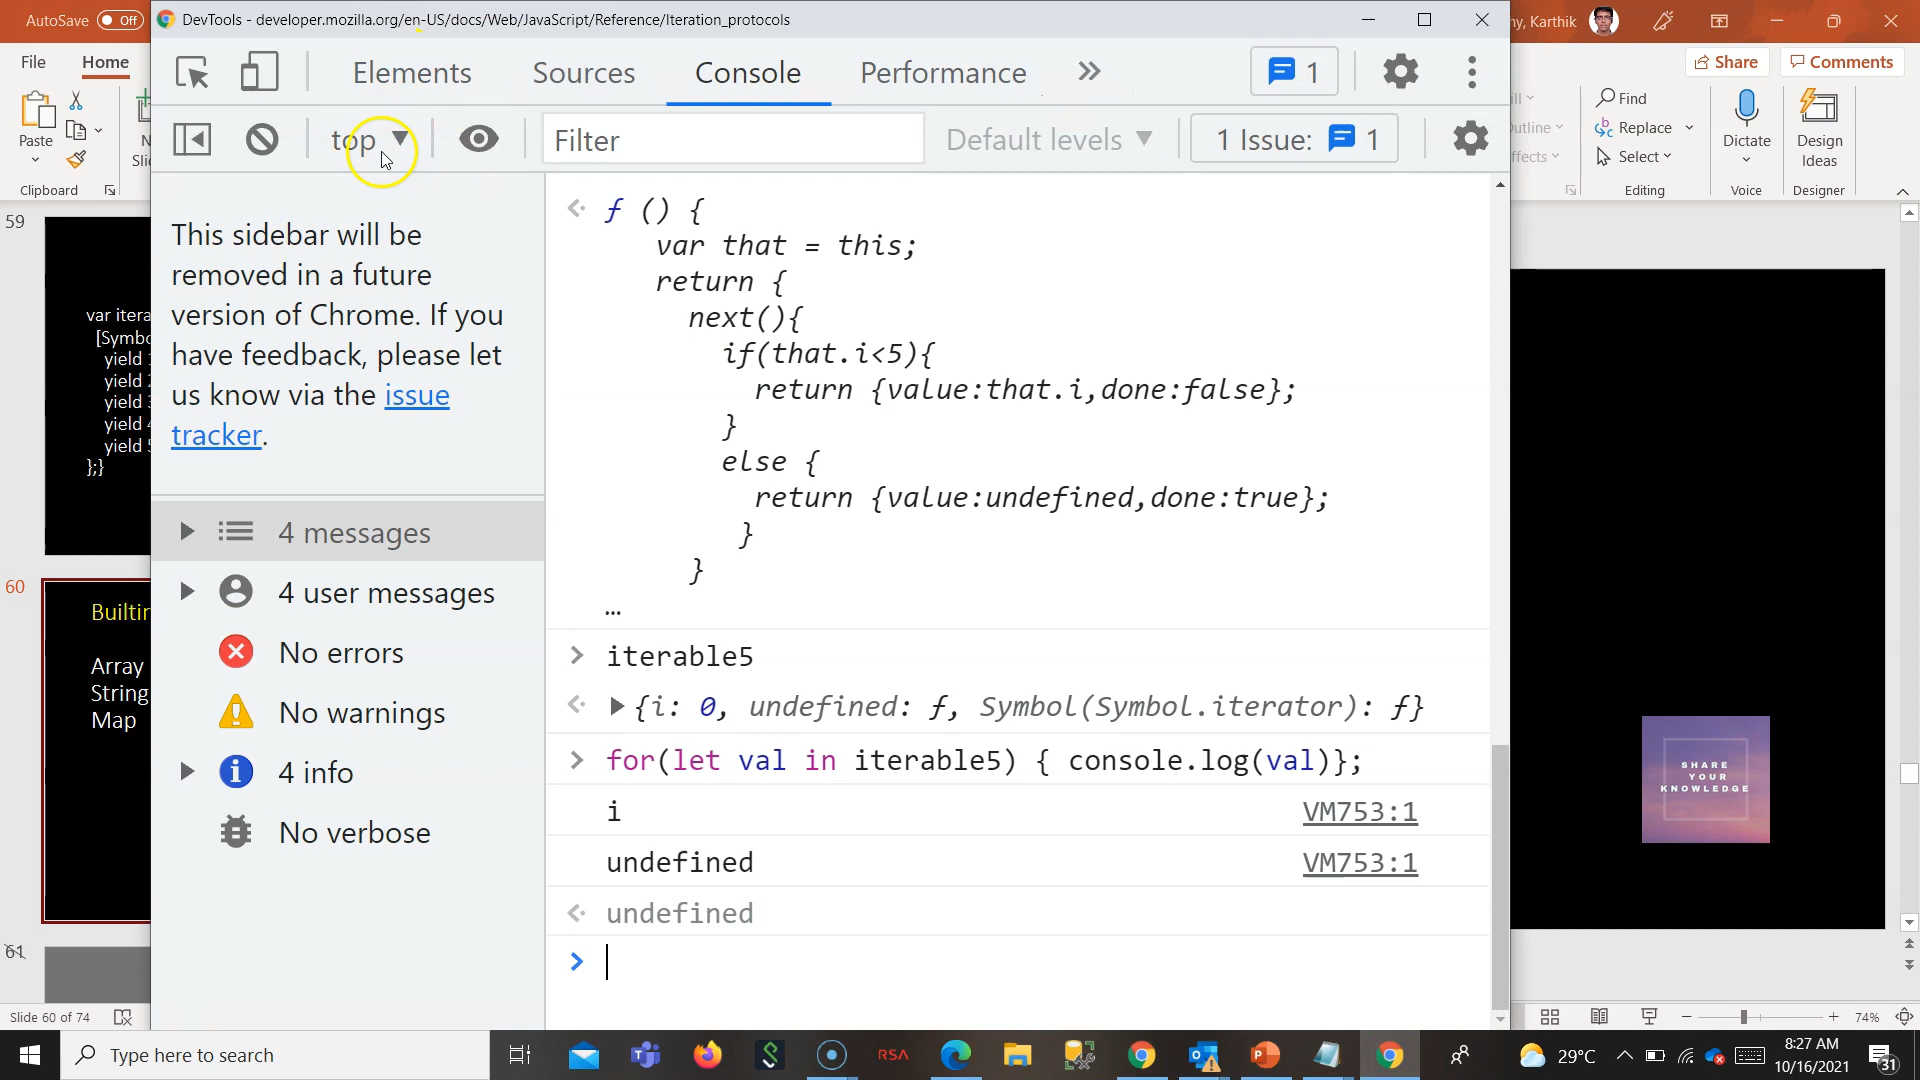 AutoSave Off
DevTools - developer.mozilla.org/en-US/docs/Web/JavaScript/Reference/Iteration_protocols
Karthik
File
Home
Share
Comments
Elements
Sources
Console
Performance
1
Paste
Clipboard
top
Filter
Default levels
1 Issue: 1
Find
Replace
Select
Editing
Dictate
Voice
Design
Ideas
Designer
59
var itera
[Symbo
yield
yield
yield
yield
yield
};}
60
Builtin
Array
String
Map
61
This sidebar will be
removed in a future
version of Chrome. If you
have feedback, please let
us know via the issue
tracker.
4 messages
4 user messages
No errors
No warnings
4 info
No verbose
ƒ () {
var that = this;
return {
next(){
if(that.i<5){
return {value:that.i,done:false};
}
else {
return {value:undefined,done:true};
}
}
…
iterable5
{i: 0, undefined: ƒ, Symbol(Symbol.iterator): ƒ}
for(let val in iterable5) { console.log(val)};
i VM753:1
undefined VM753:1
undefined
SHARE
YOUR
KNOWLEDGE
Slide 60 of 74
74%
Type here to search
RSA
29°C
8:27 AM
10/16/2021
31